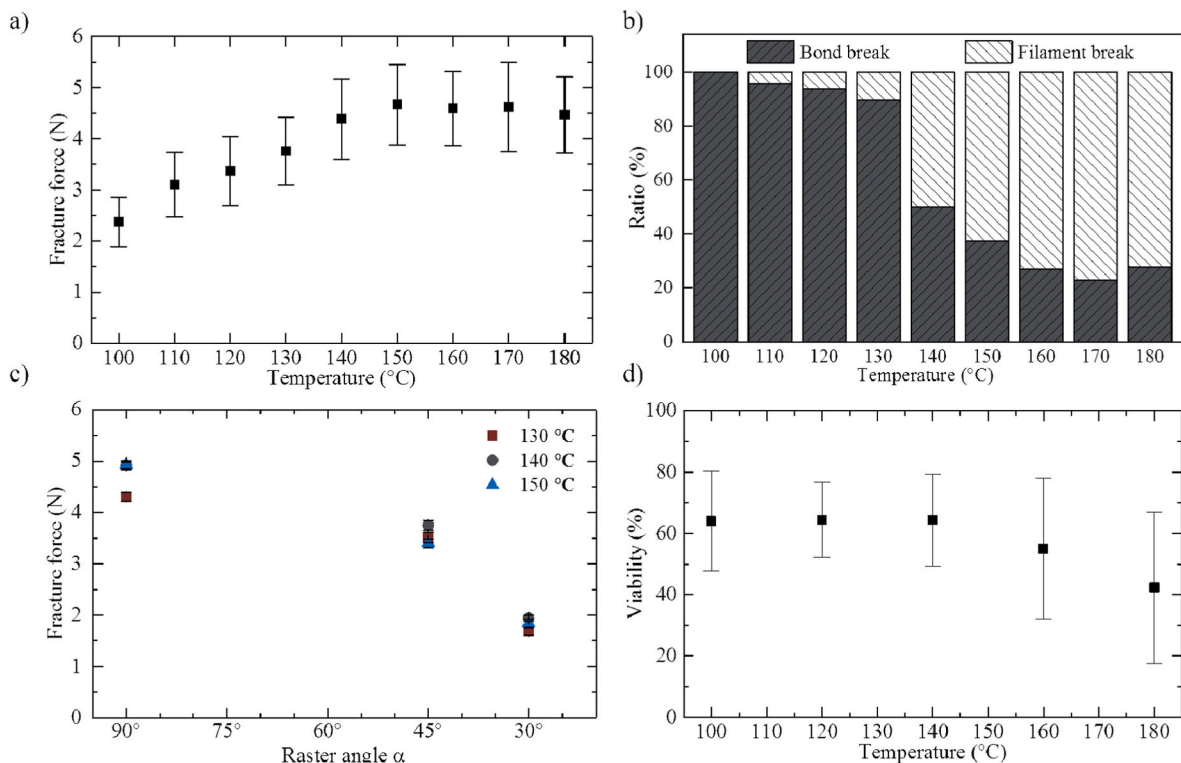 a)
Fracture force (N)
6
5
4
3
2
1
0
100 110 120 130 140 150 160 170 180
Temperature (°C)
b)
Bond break Filament break
Ratio (%)
100
80
60
40
20
0
100 110 120 130 140 150 160 170 180
Temperature (°C)
c)
Fracture force (N)
6
5
4
3
2
1
0
130 °C
140 °C
150 °C
90° 75° 60° 45° 30°
Raster angle α
d)
Viability (%)
100
80
60
40
20
0
100 110 120 130 140 150 160 170 180
Temperature (°C)